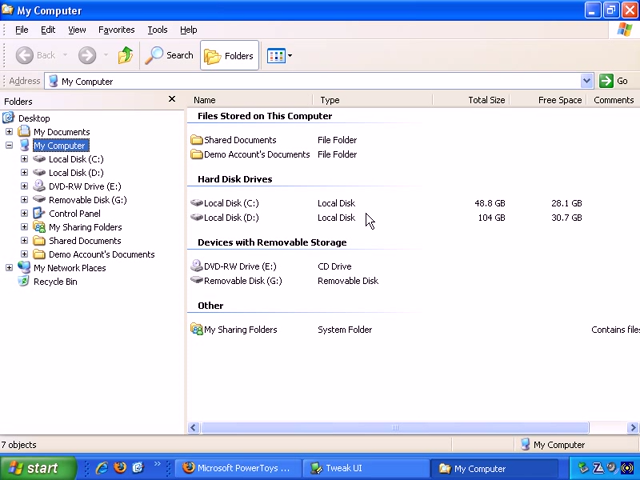 My Computer
File Edit View Favorites Tools Help
Back Search Folders
Address My Computer Go
Folders
Name Type Total Size Free Space Comments
Desktop
My Documents
My Computer
Local Disk (C:)
Local Disk (D:)
DVD-RW Drive (E:)
Removable Disk (G:)
Control Panel
My Sharing Folders
Shared Documents
Demo Account's Documents
My Network Places
Recycle Bin
Files Stored on This Computer
Shared Documents File Folder
Demo Account's Documents File Folder
Hard Disk Drives
Local Disk (C:) Local Disk 48.8 GB 28.1 GB
Local Disk (D:) Local Disk 104 GB 30.7 GB
Devices with Removable Storage
DVD-RW Drive (E:) CD Drive
Removable Disk (G:) Removable Disk
Other
My Sharing Folders System Folder Contains files
7 objects My Computer
start Microsoft PowerToys ... Tweak UI My Computer